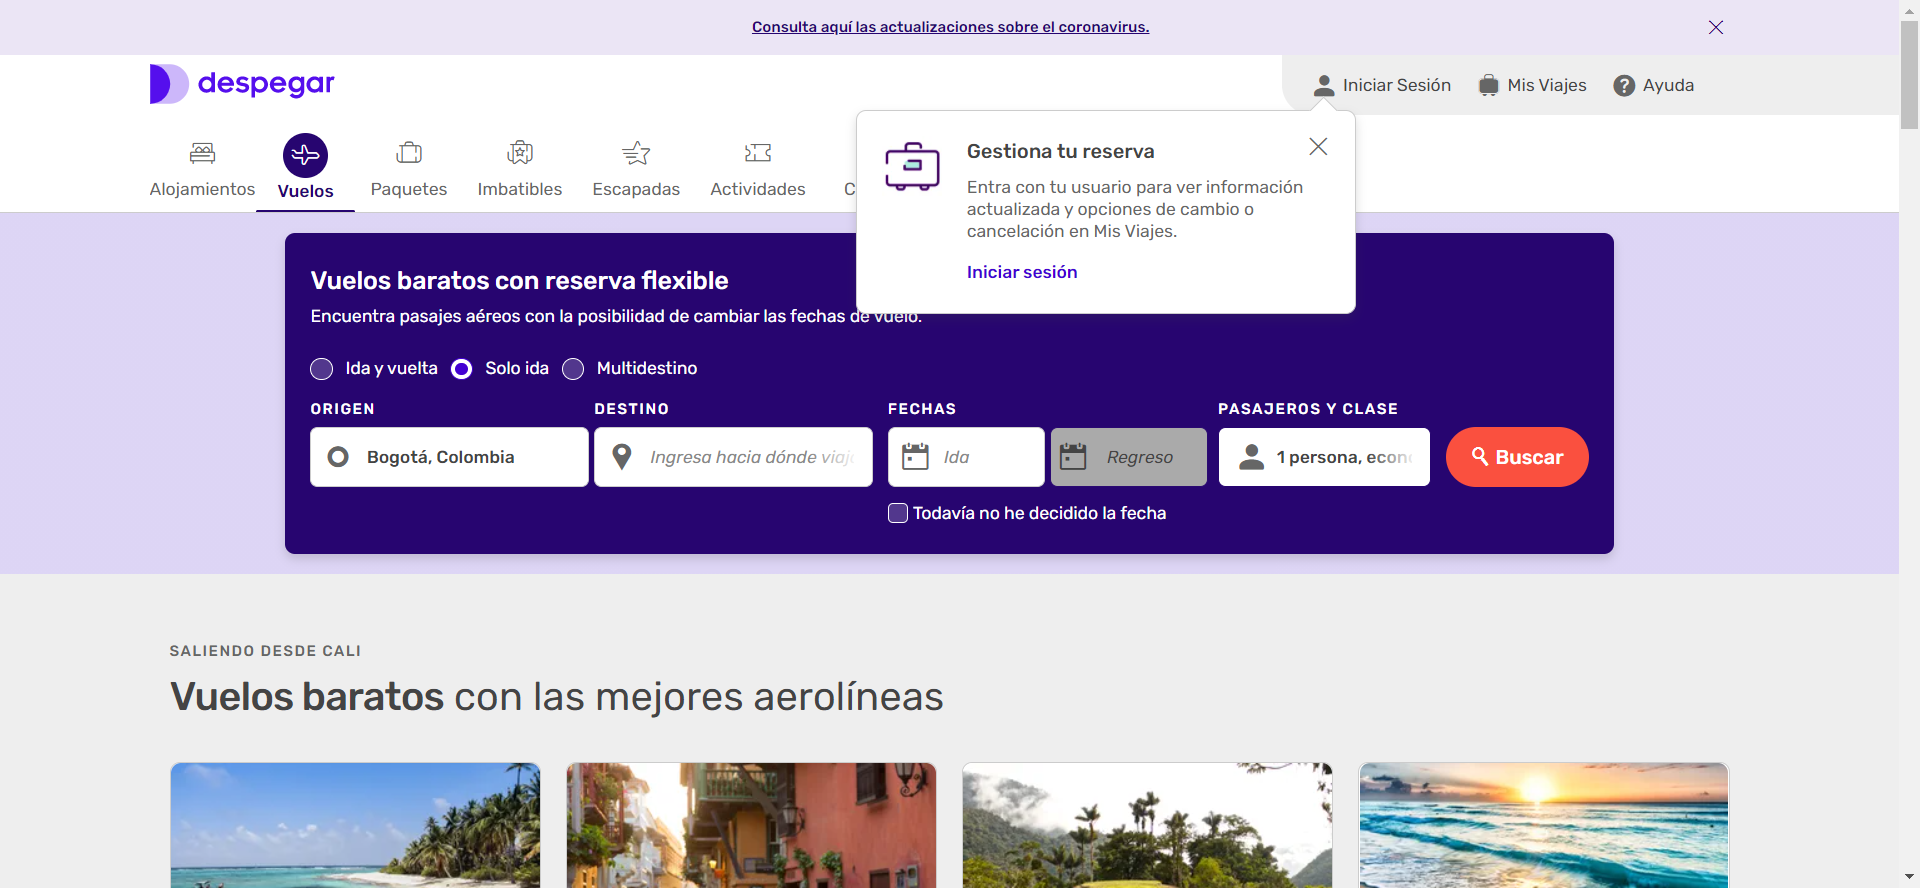 Consulta aquí las actualizaciones sobre el coronavirus.
despegar
Iniciar Sesión
Mis Viajes
Ayuda
Alojamientos
Vuelos
Paquetes
Imbatibles
Escapadas
Actividades
C
Gestiona tu reserva
Entra con tu usuario para ver información
actualizada y opciones de cambio o
cancelación en Mis Viajes.
Iniciar sesión
Vuelos baratos con reserva flexible
Encuentra pasajes aéreos con la posibilidad de cambiar las fechas de vuelo.
Ida y vuelta
Solo ida
Multidestino
ORIGEN
DESTINO
FECHAS
PASAJEROS Y CLASE
Bogotá, Colombia
Ingresa hacia dónde viaj
Ida
Regreso
1 persona, econ
Buscar
Todavía no he decidido la fecha
SALIENDO DESDE CALI
Vuelos baratos con las mejores aerolíneas